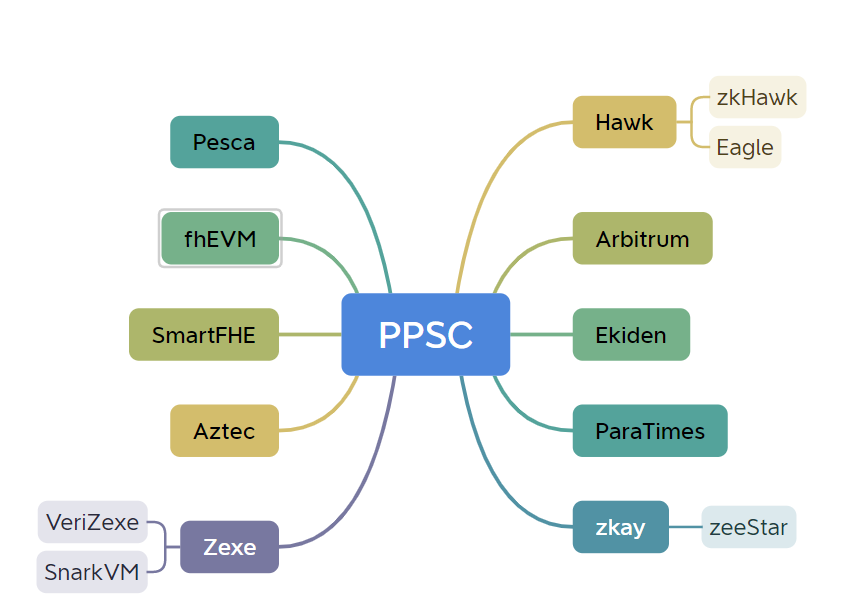 zkHawk
Hawk
Eagle
Pesca
fhEVM
Arbitrum
PPSC
SmartFHE
Ekiden
Aztec
ParaTimes
VeriZexe
Zexe
SnarkVM
zkay
zeeStar